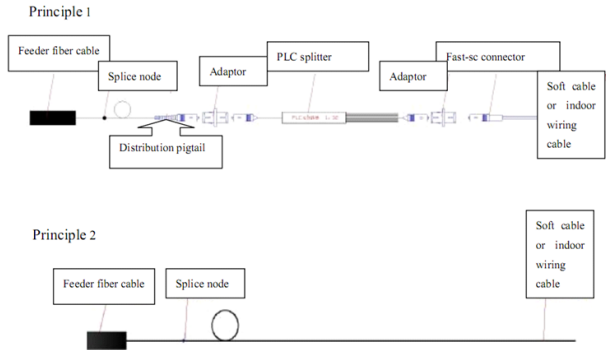 Principle 1
Feeder fiber cable
Splice node
Adaptor
PLC splitter
Adaptor
Fast-sc connector
Soft cable
or indoor
wiring
cable
Distribution pigtail
Principle 2
Feeder fiber cable
Splice node
Soft cable
or indoor
wiring
cable